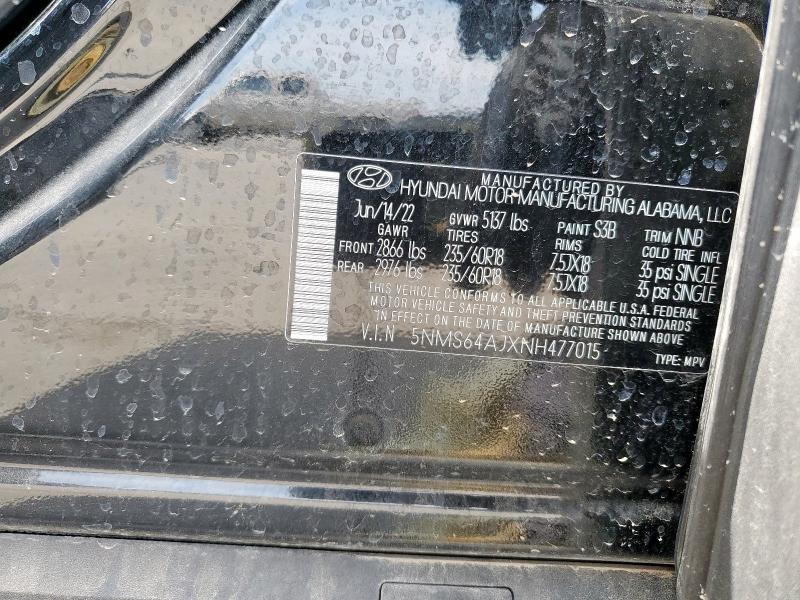 MANUFACTURED BY
HYUNDAI MOTOR MANUFACTURING ALABAMA, LLC
Jun/14/22 GVWR 5137 lbs PAINT S3B TRIM NNB
GAWR TIRES RIMS COLD TIRE INFL
FRONT 2866 lbs 235/60R18 7.5JX18 35 psi SINGLE
REAR 2976 lbs 235/60R18 7.5JX18 35 psi SINGLE
THIS VEHICLE CONFORMS TO ALL APPLICABLE U.S.A. FEDERAL
MOTOR VEHICLE SAFETY AND THEFT PREVENTION STANDARDS
IN EFFECT ON THE DATE OF MANUFACTURE SHOWN ABOVE
V.I.N 5NMS64AJXNH477015 TYPE: MPV